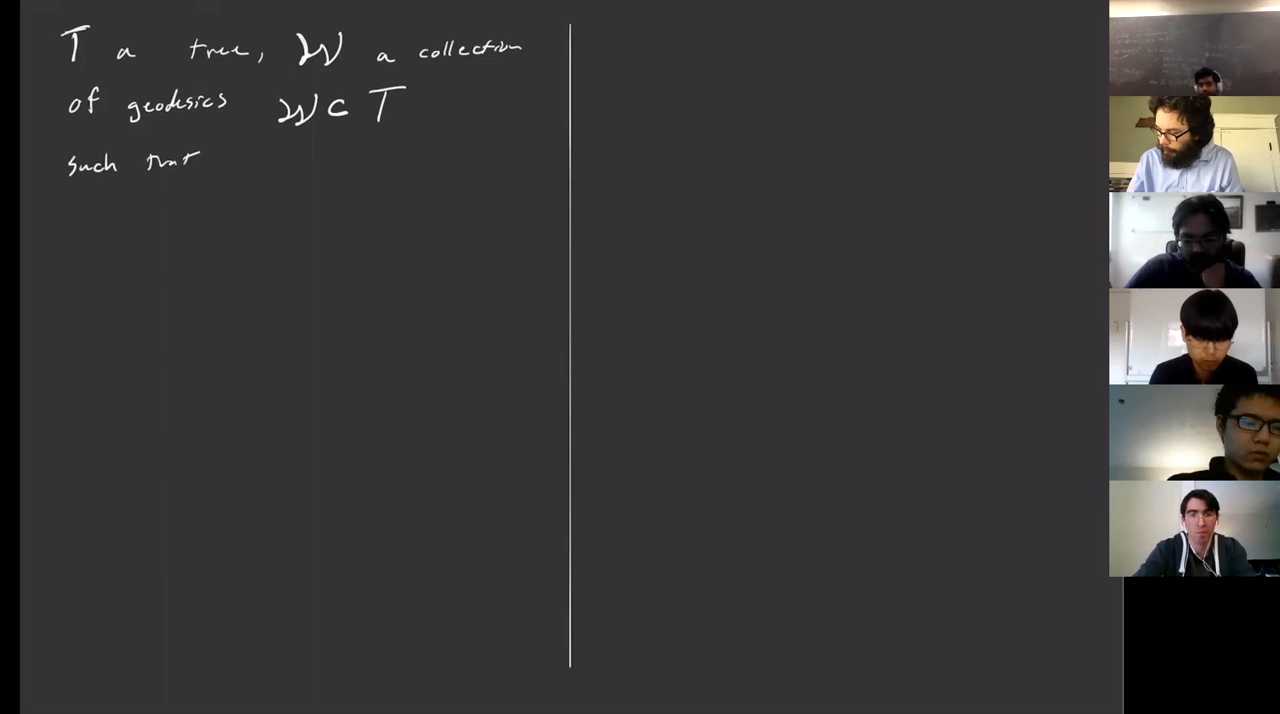 T a tree, W a collection
of geodesics W ⊂ T
such that